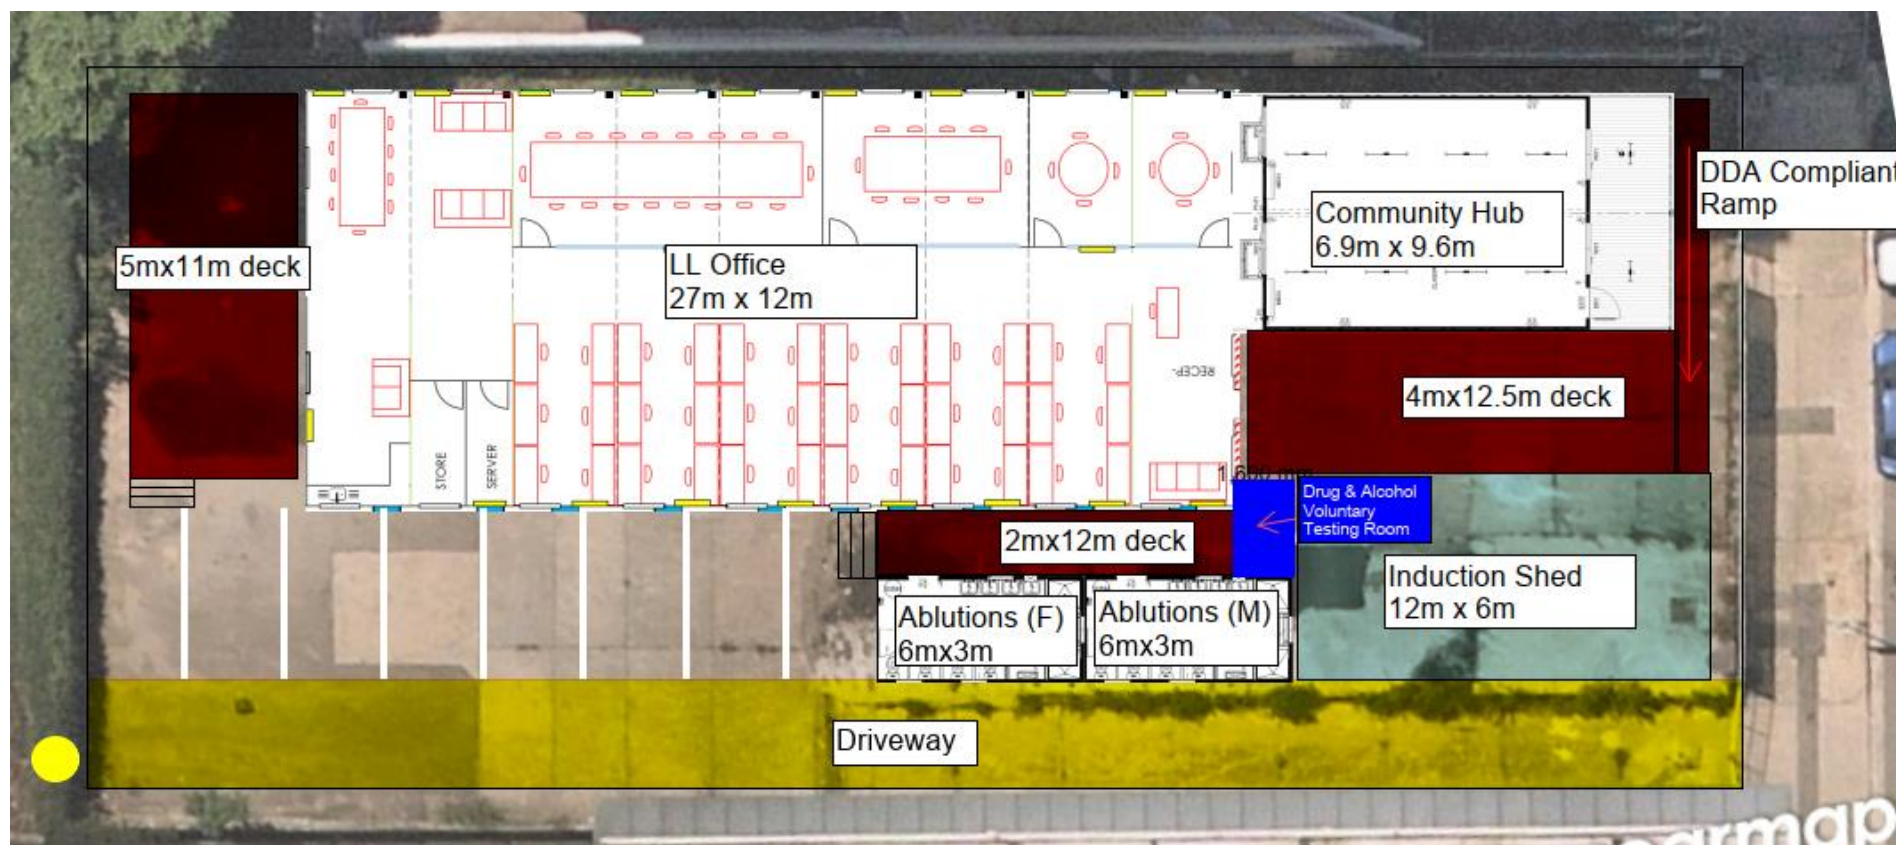 DDA Compliant
Ramp
Community Hub
6.9m x 9.6m
5mx11m deck
LL Office
27m x 12m
RECEP-
4mx12.5m deck
STORE
SERVER
Drug & Alcohol
Voluntary
Testing Room
2mx12m deck
Induction Shed
12m x 6m
Ablutions (F)
6mx3m
Ablutions (M)
6mx3m
Driveway